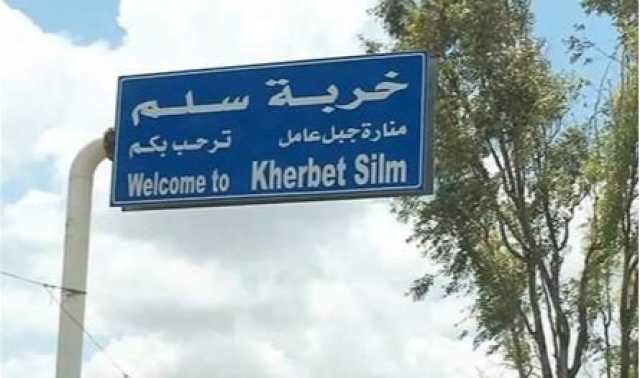 خربة سلم
منارة جبل عامل ترحب بكم
Welcome to Kherbet Silm